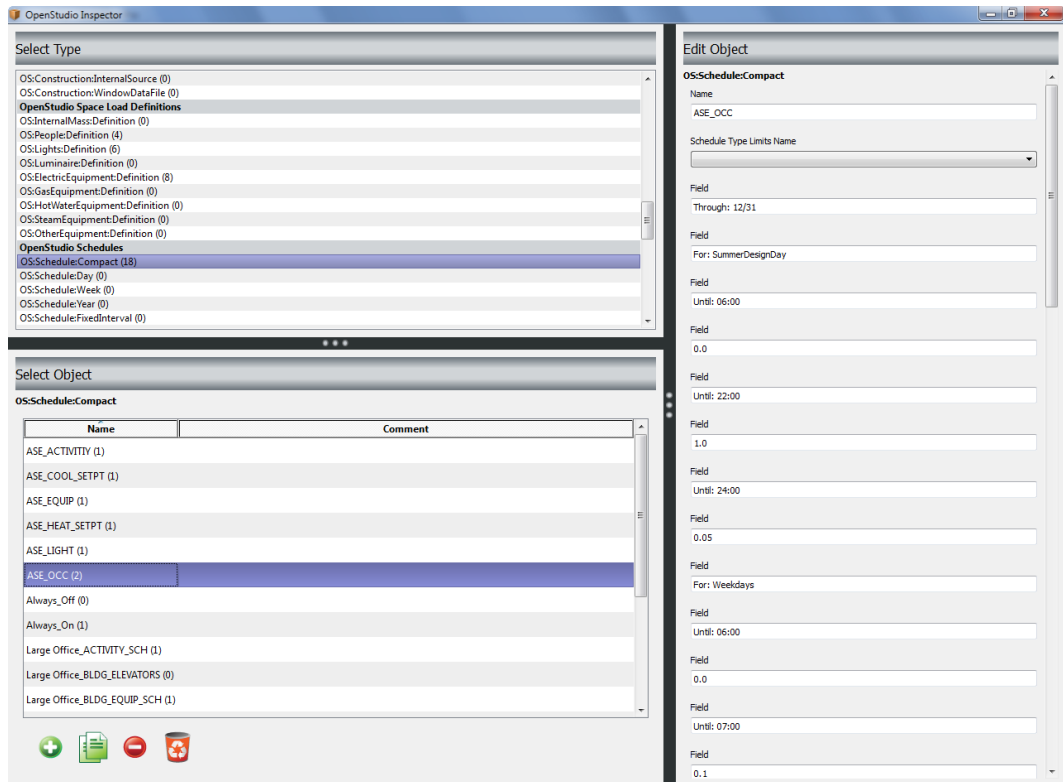 OpenStudio Inspector
Select Type
OS:Construction:InternalSource (0)
OS:Construction:WindowDataFile (0)
OpenStudio Space Load Definitions
OS:InternalMass:Definition (0)
OS:People:Definition (4)
OS:Lights:Definition (6)
OS:Luminaire:Definition (0)
OS:ElectricEquipment:Definition (8)
OS:GasEquipment:Definition (0)
OS:HotWaterEquipment:Definition (0)
OS:SteamEquipment:Definition (0)
OS:OtherEquipment:Definition (0)
OpenStudio Schedules
OS:Schedule:Compact (18)
OS:Schedule:Day (0)
OS:Schedule:Week (0)
OS:Schedule:Year (0)
OS:Schedule:FixedInterval (0)
Select Object
OS:Schedule:Compact
Name Comment
ASE_ACTIVITIY (1)
ASE_COOL_SETPT (1)
ASE_EQUIP (1)
ASE_HEAT_SETPT (1)
ASE_LIGHT (1)
ASE_OCC (2)
Always_Off (0)
Always_On (1)
Large Office_ACTIVITY_SCH (1)
Large Office_BLDG_ELEVATORS (0)
Large Office_BLDG_EQUIP_SCH (1)
Edit Object
OS:Schedule:Compact
Name
ASE_OCC
Schedule Type Limits Name
Field
Through: 12/31
Field
For: SummerDesignDay
Field
Until: 06:00
Field
0.0
Field
Until: 22:00
Field
1.0
Field
Until: 24:00
Field
0.05
Field
For: Weekdays
Field
Until: 06:00
Field
0.0
Field
Until: 07:00
Field
0.1